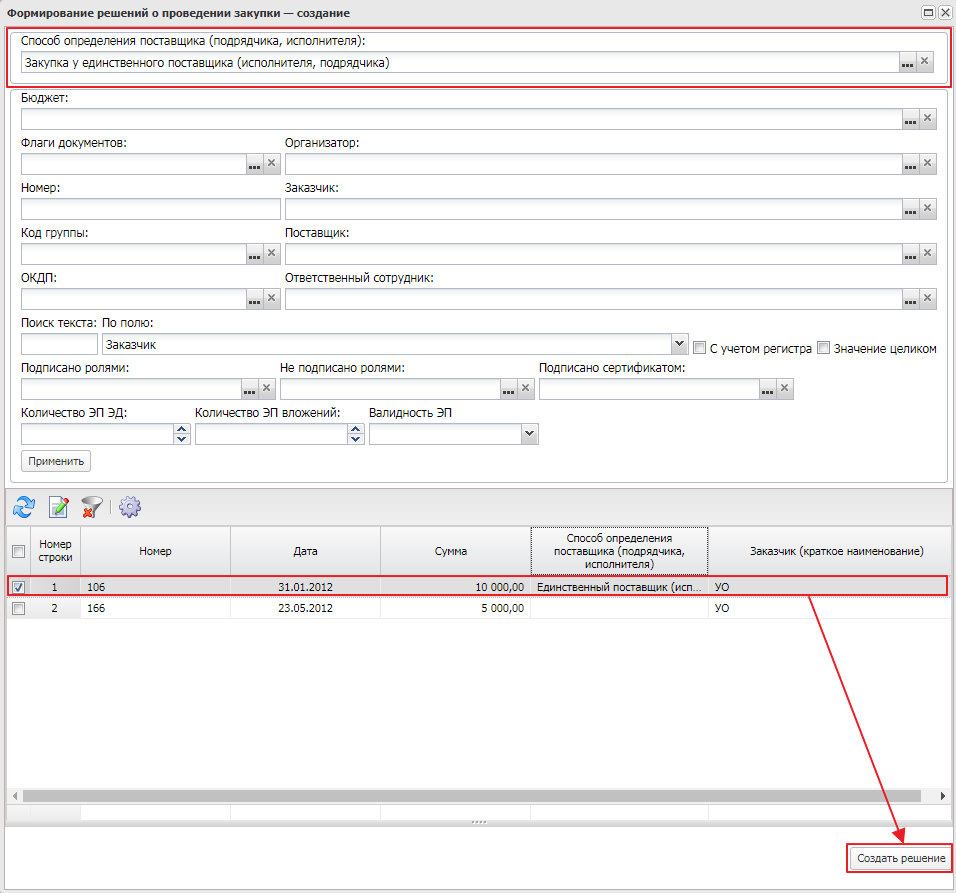 Формирование решений о проведении закупки — создание
Способ определения поставщика (подрядчика, исполнителя):
Закупка у единственного поставщика (исполнителя, подрядчика)
Бюджет:
Флаги документов: Организатор:
Номер: Заказчик:
Код группы: Поставщик:
ОКДП: Ответственный сотрудник:
Поиск текста: По полю:
Заказчик С учетом регистра Значение целиком
Подписано ролями: Не подписано ролями: Подписано сертификатом:
Количество ЭП ЭД: Количество ЭП вложений: Валидность ЭП
Применить
Номер строки Номер Дата Сумма Способ определения поставщика (подрядчика, исполнителя) Заказчик (краткое наименование)
1 106 31.01.2012 10 000,00 Единственный поставщик (исп... УО
2 166 23.05.2012 5 000,00 УО
Создать решение